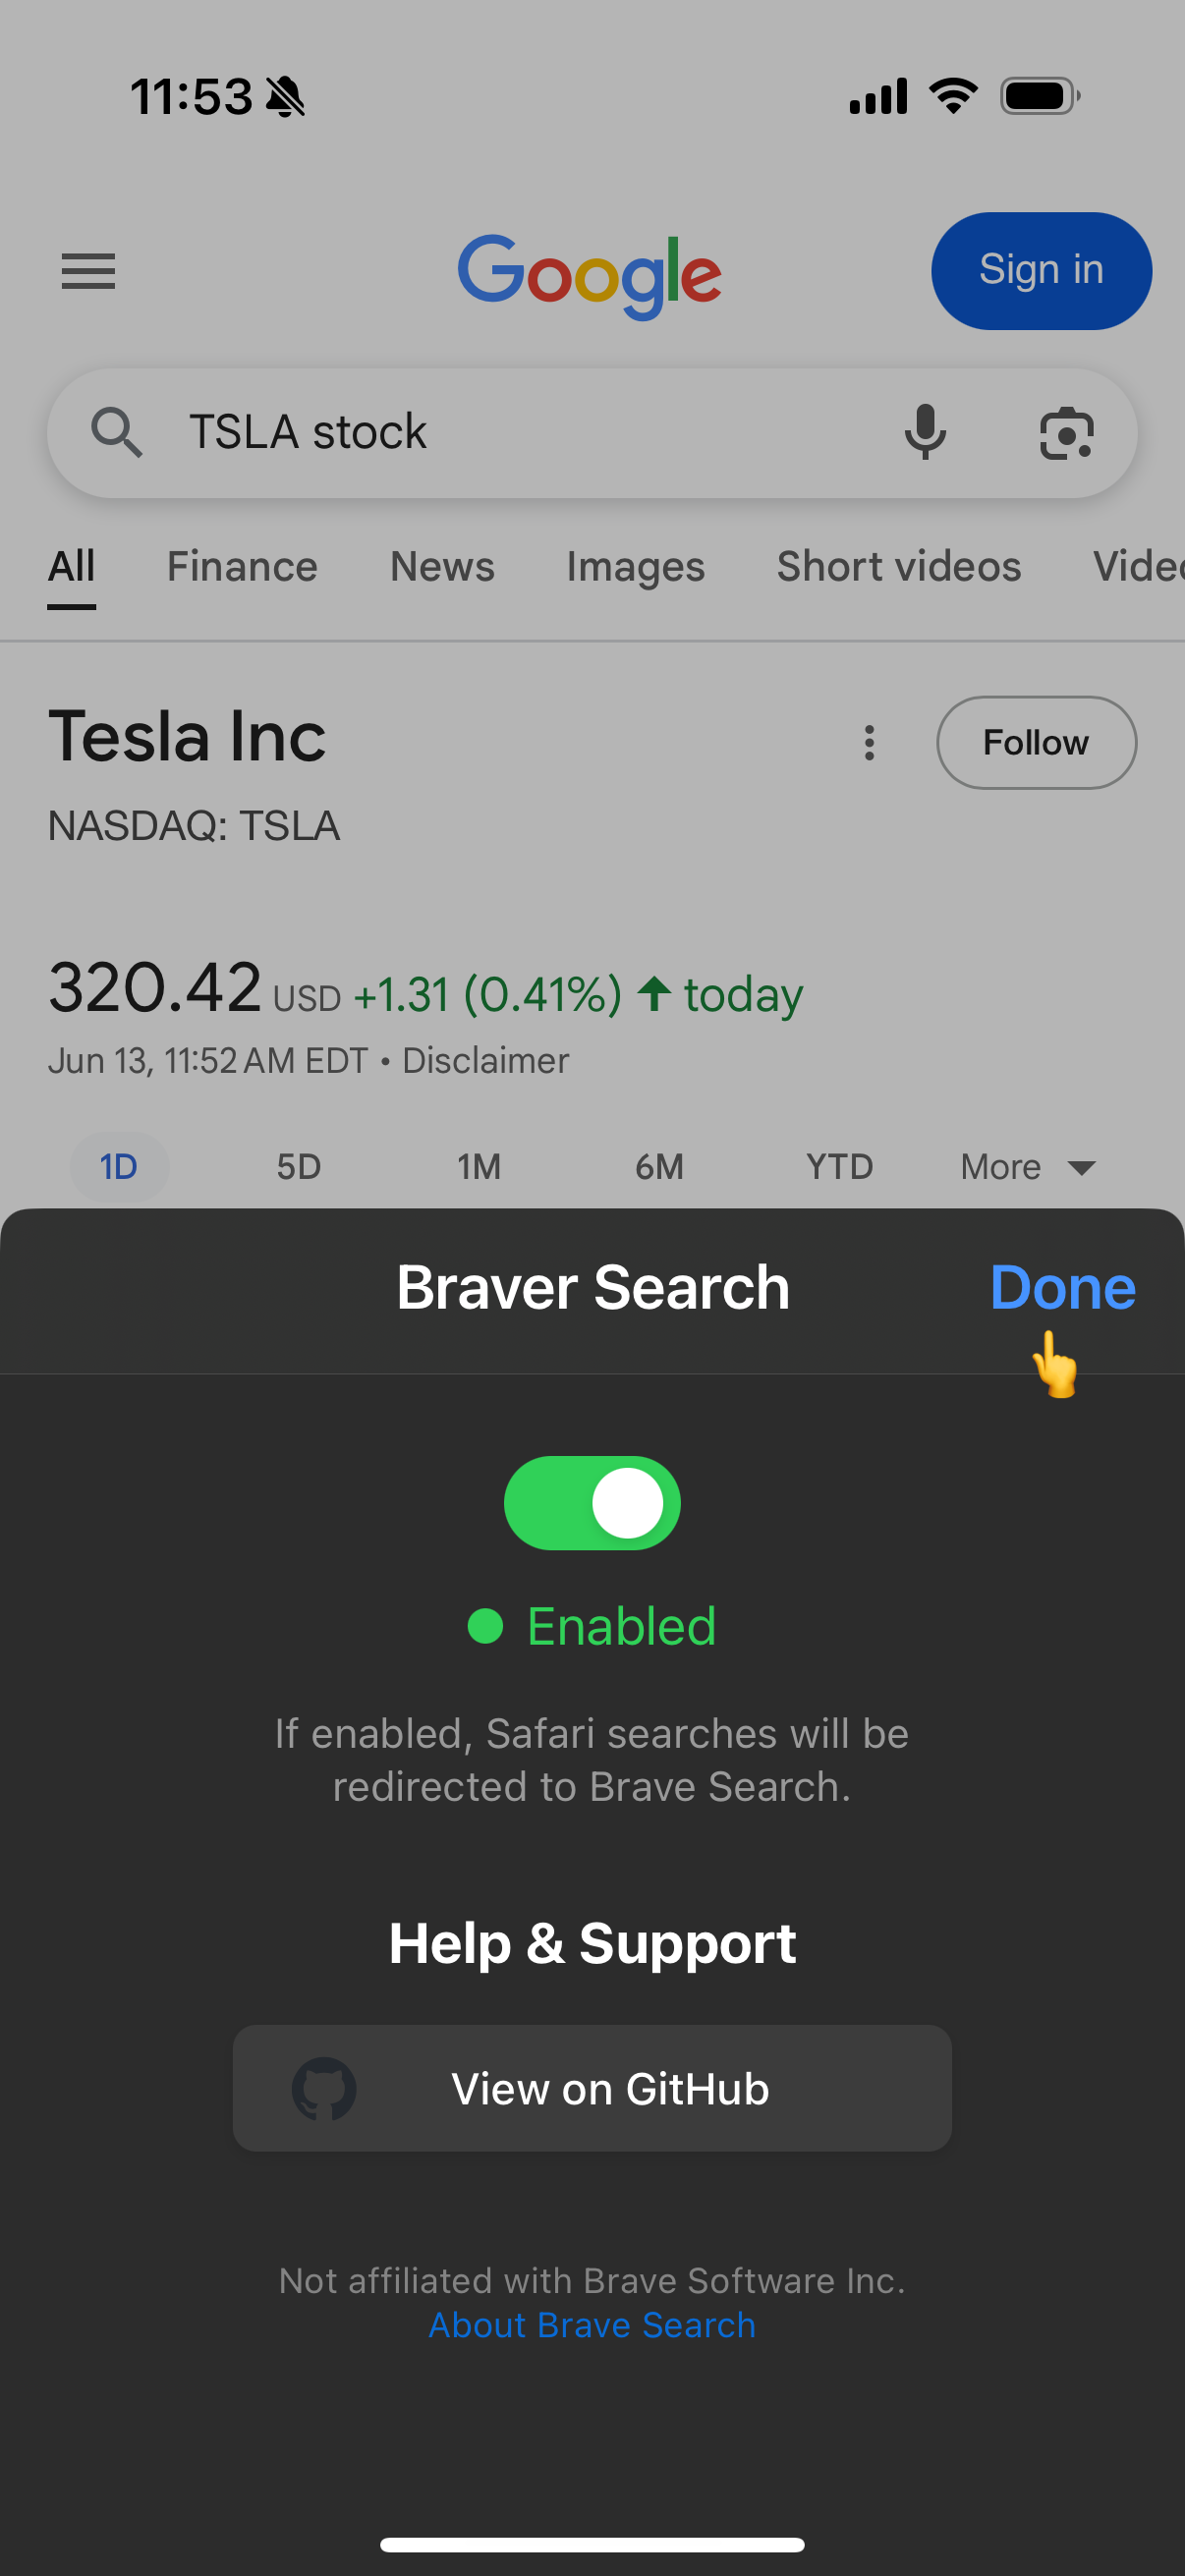 11:53
Google
Sign in
TSLA stock
All Finance News Images Short videos
Tesla Inc
Follow
NASDAQ: TSLA
320.42 USD +1.31 (0.41%) today
Jun 13, 11:52 AM EDT • Disclaimer
1D 5D 1M 6M YTD More
Braver Search
Done
Enabled
If enabled, Safari searches will be
redirected to Brave Search.
Help & Support
View on GitHub
Not affiliated with Brave Software Inc.
About Brave Search